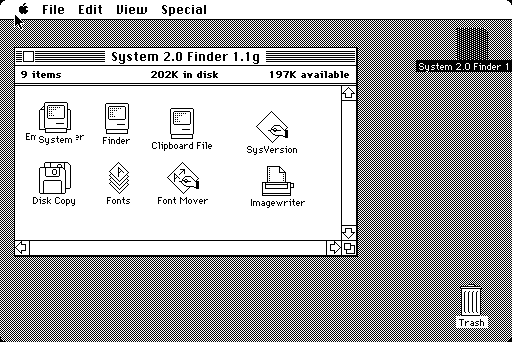 File Edit View Special
System 2.0 Finder 1.1g
9 items 202K in disk 197K available
System 2.0 Finder 1
System
Finder
Clipboard File
SysVersion
Disk Copy
Fonts
Font Mover
Imagewriter
Trash